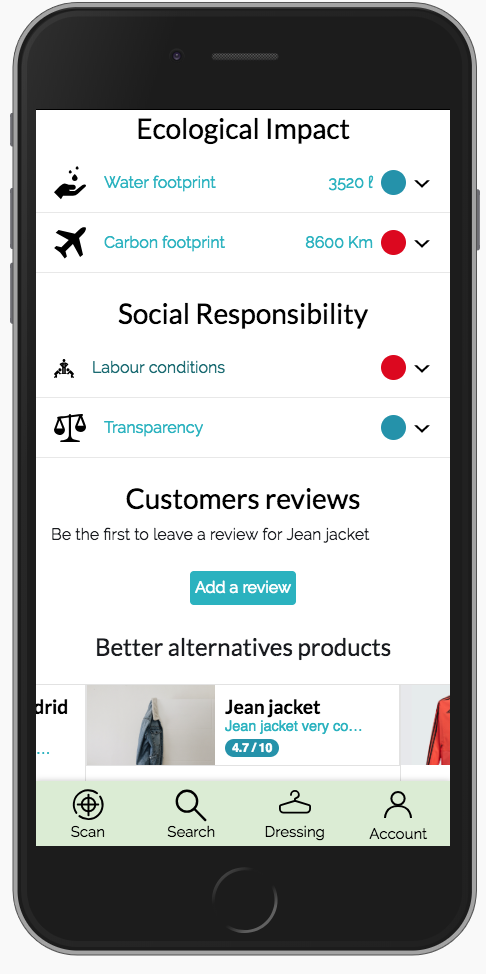 Ecological Impact
Water footprint 3520 ℓ
Carbon footprint 8600 Km
Social Responsibility
Labour conditions
Transparency
Customers reviews
Be the first to leave a review for Jean jacket
Add a review
Better alternatives products
drid Jean jacket
... Jean jacket very co...
4.7 / 10
Scan Search Dressing Account